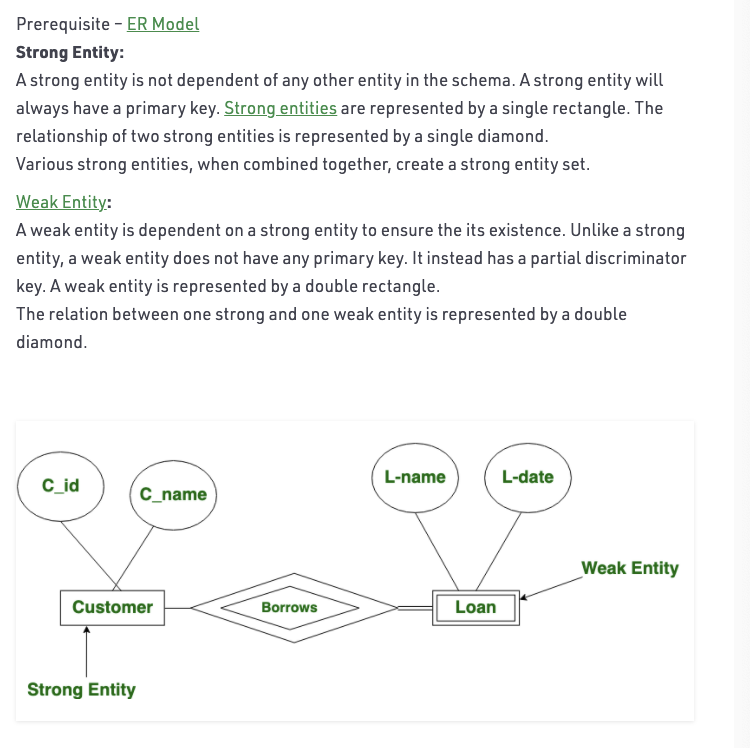 Prerequisite – ER Model
Strong Entity:
A strong entity is not dependent of any other entity in the schema. A strong entity will
always have a primary key. Strong entities are represented by a single rectangle. The
relationship of two strong entities is represented by a single diamond.
Various strong entities, when combined together, create a strong entity set.
Weak Entity:
A weak entity is dependent on a strong entity to ensure the its existence. Unlike a strong
entity, a weak entity does not have any primary key. It instead has a partial discriminator
key. A weak entity is represented by a double rectangle.
The relation between one strong and one weak entity is represented by a double
diamond.
C_id
C_name
L-name
L-date
Weak Entity
Customer
Borrows
Loan
Strong Entity